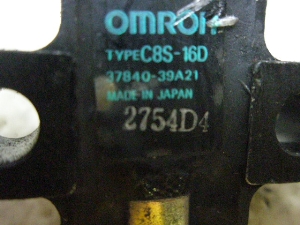 OMRON
TYPE C8S-16D
37840-39A21
MADE IN JAPAN
2754D4